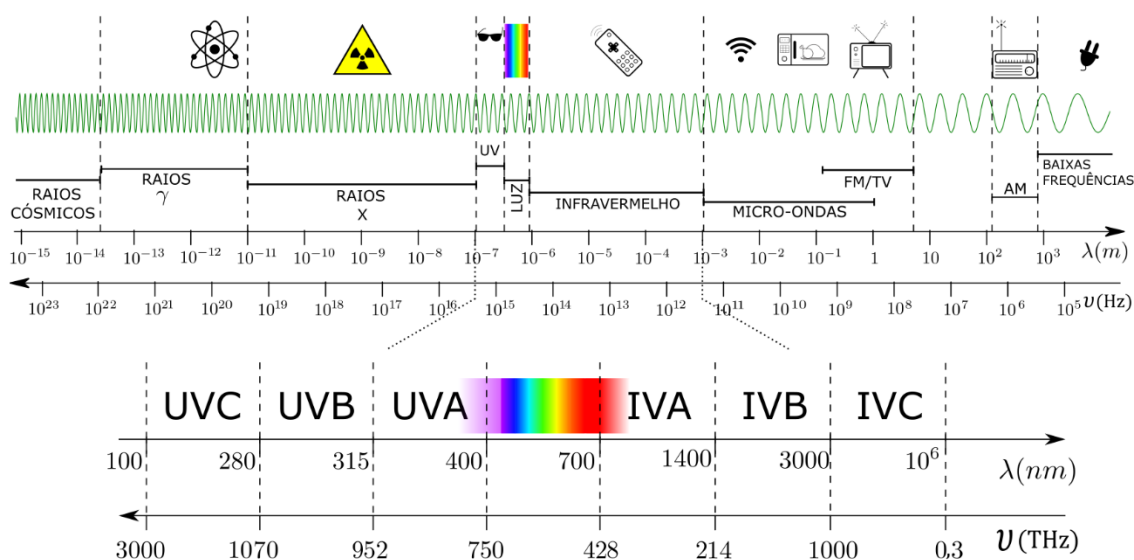 UV
LUZ
RAIOS
CÓSMICOS
RAIOS
γ
RAIOS
X
INFRAVERMELHO
MICRO-ONDAS
FM/TV
AM
BAIXAS
FREQUÊNCIAS
10⁻¹⁵ 10⁻¹⁴ 10⁻¹³ 10⁻¹² 10⁻¹¹ 10⁻¹⁰ 10⁻⁹ 10⁻⁸ 10⁻⁷ 10⁻⁶ 10⁻⁵ 10⁻⁴ 10⁻³ 10⁻² 10⁻¹ 1 10 10² 10³ λ(m)
10²³ 10²² 10²¹ 10²⁰ 10¹⁹ 10¹⁸ 10¹⁷ 10¹⁶ 10¹⁵ 10¹⁴ 10¹³ 10¹² 10¹¹ 10¹⁰ 10⁹ 10⁸ 10⁷ 10⁶ 10⁵ υ(Hz)
UVC UVB UVA IVA IVB IVC
100 280 315 400 700 1400 3000 10⁶ λ(nm)
3000 1070 952 750 428 214 1000 0,3 υ(THz)